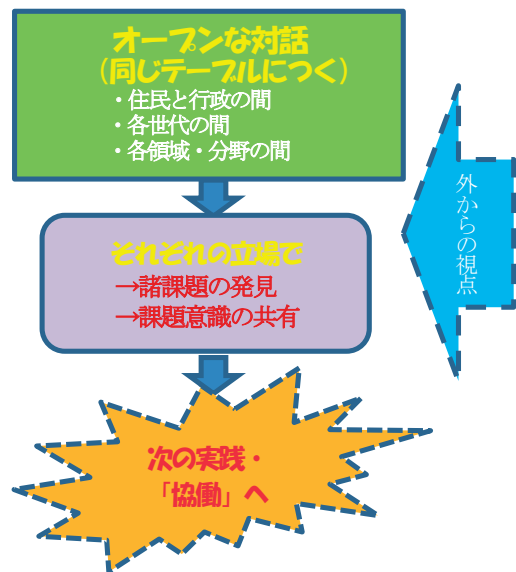 オープンな対話
(同じテーブルにつく)
・住民と行政の間
・各世代の間
・各領域・分野の間
外からの視点
それぞれの立場で
→諸課題の発見
→課題意識の共有
次の実践・
「協働」へ